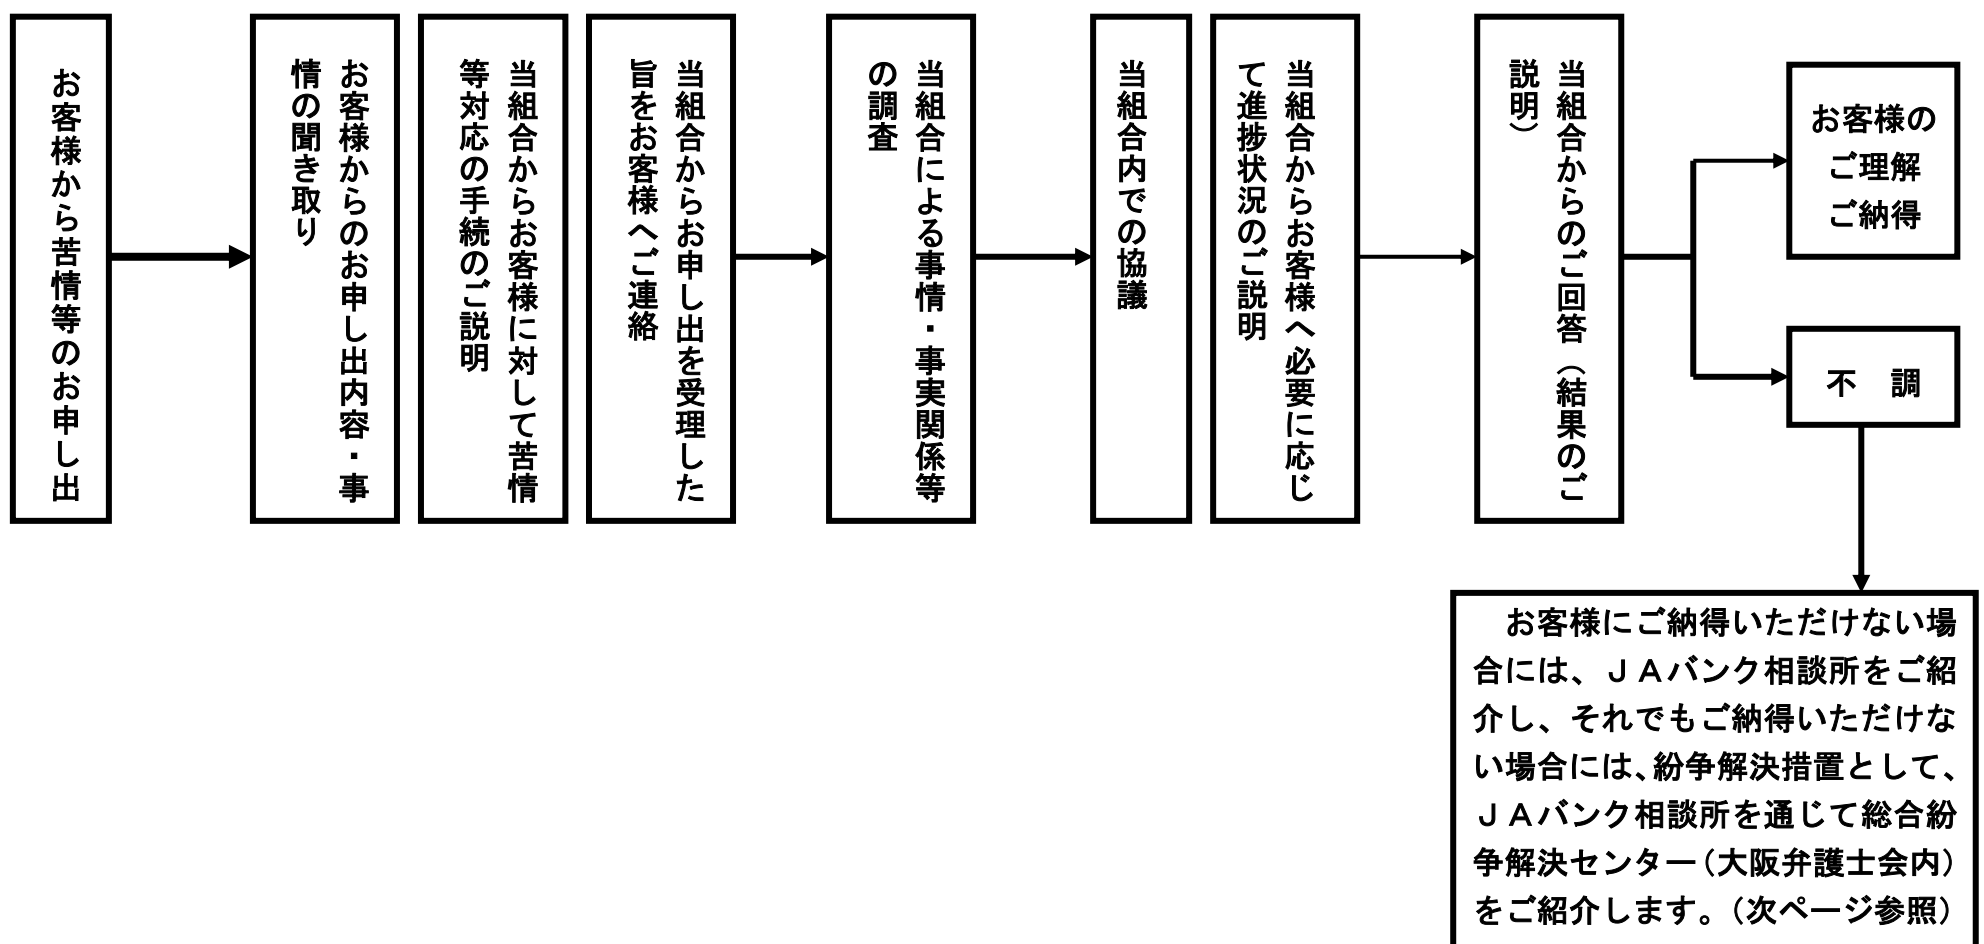 お客様から苦情等のお申し出
お客様からのお申し出内容・事
情の聞き取り
当組合からお客様に対して苦情
等対応の手続のご説明
当組合からお申し出を受理した
旨をお客様へご連絡
当組合による事情・事実関係等
の調査
当組合内での協議
当組合からお客様へ必要に応じ
て進捗状況のご説明
当組合からのご回答（結果のご
説明）
お客様の
ご理解
ご納得
不　調
　お客様にご納得いただけない場
合には、ＪＡバンク相談所をご紹
介し、それでもご納得いただけな
い場合には、紛争解決措置として、
ＪＡバンク相談所を通じて総合紛
争解決センター（大阪弁護士会内）
をご紹介します。（次ページ参照）